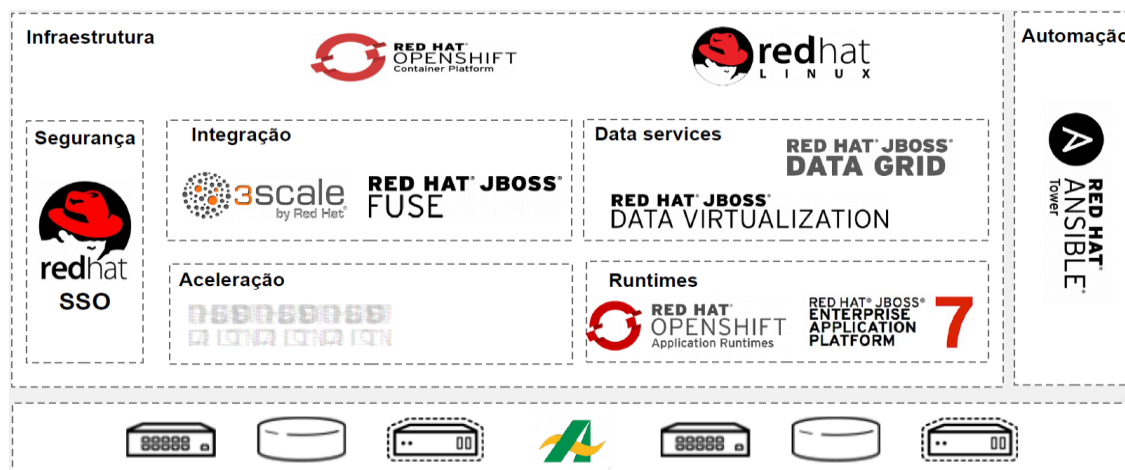 Infraestrutura
RED HAT®
OPENSHIFT
Container Platform
redhat
LINUX
Automação
Segurança
redhat
SSO
Integração
3scale
by Red Hat®
RED HAT® JBOSS®
FUSE
Data services
RED HAT® JBOSS®
DATA GRID
RED HAT® JBOSS®
DATA VIRTUALIZATION
Aceleração
Runtimes
RED HAT®
OPENSHIFT
Application Runtimes
RED HAT® JBOSS®
ENTERPRISE
APPLICATION
PLATFORM
7
RED HAT®
ANSIBLE®
Tower